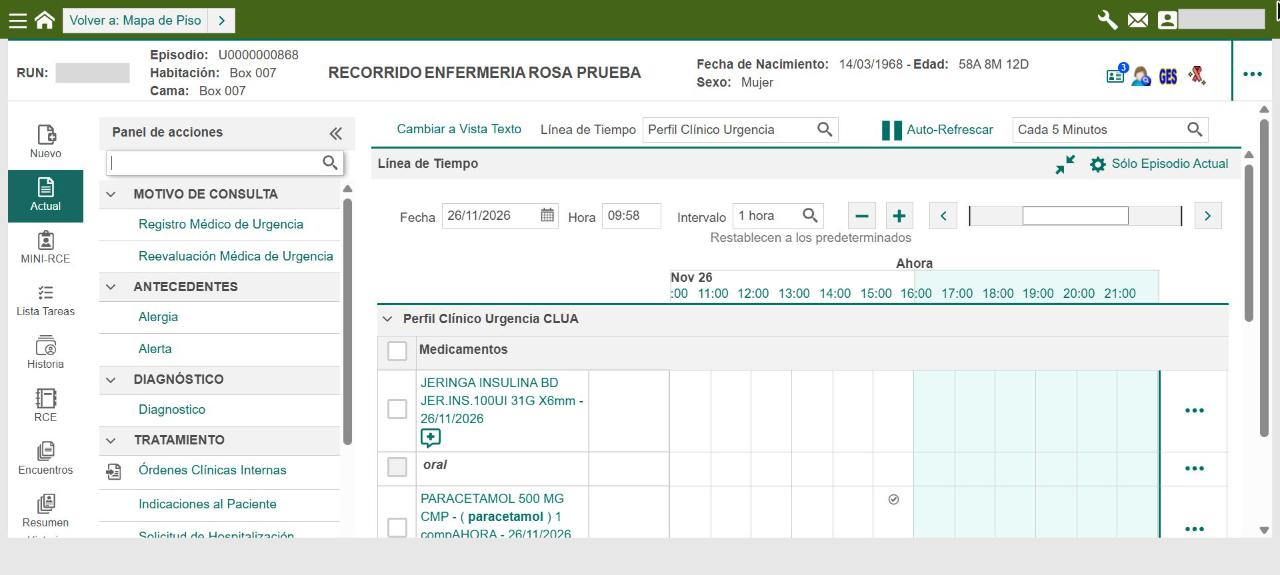 Volver a: Mapa de Piso
RUN:
Episodio: U0000000868
Habitación: Box 007
Cama: Box 007
RECORRIDO ENFERMERIA ROSA PRUEBA
Fecha de Nacimiento: 14/03/1968 - Edad: 58A 8M 12D
Sexo: Mujer
3
GES
Nuevo
Actual
MINI-RCE
Lista Tareas
Historia
RCE
Encuentros
Resumen
Panel de acciones
MOTIVO DE CONSULTA
Registro Médico de Urgencia
Reevaluación Médica de Urgencia
ANTECEDENTES
Alergia
Alerta
DIAGNÓSTICO
Diagnostico
TRATAMIENTO
Órdenes Clínicas Internas
Indicaciones al Paciente
Solicitud de Hospitalización
Cambiar a Vista Texto Línea de Tiempo Perfil Clínico Urgencia Auto-Refrescar Cada 5 Minutos
Línea de Tiempo Sólo Episodio Actual
Fecha 26/11/2026 Hora 09:58 Intervalo 1 hora
Restablecen a los predeterminados
Ahora
Nov 26
:00 11:00 12:00 13:00 14:00 15:00 16:00 17:00 18:00 19:00 20:00 21:00
Perfil Clínico Urgencia CLUA
Medicamentos
JERINGA INSULINA BD
JER.INS.100UI 31G X6mm -
26/11/2026
oral
PARACETAMOL 500 MG
CMP - ( paracetamol ) 1
compAHORA - 26/11/2026